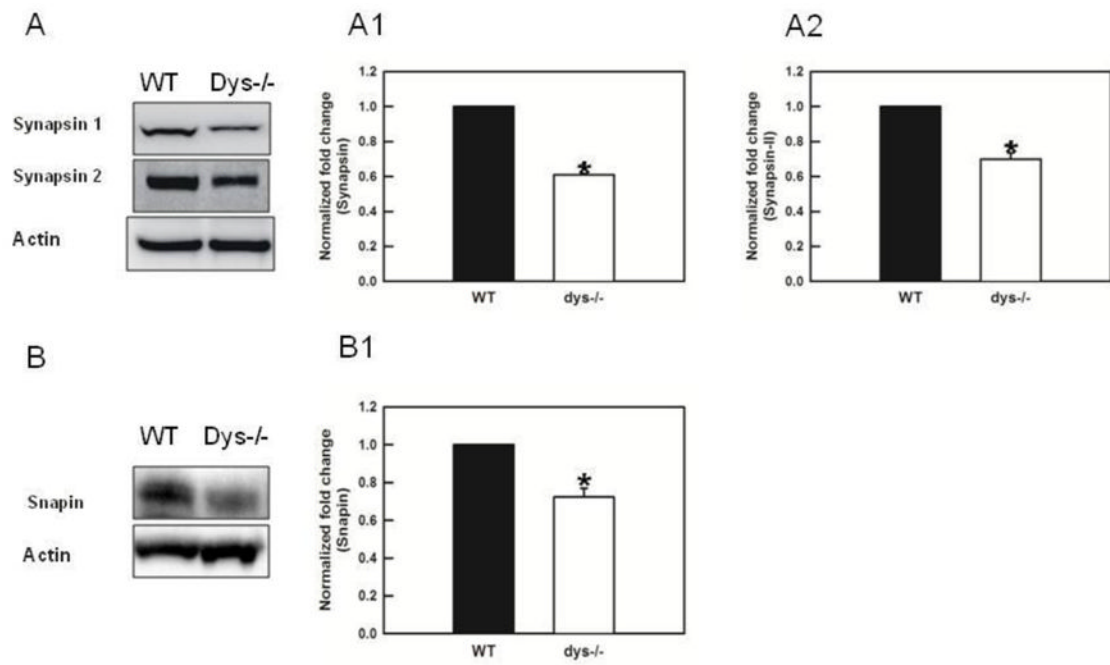 A
WT Dys-/-
Synapsin 1
Synapsin 2
Actin
A1
1.2
1.0
0.8
0.6
0.4
0.2
0.0
Normalized fold change
(Synapsin)
*
WT dys-/-
A2
1.2
1.0
0.8
0.6
0.4
0.2
0.0
Normalized fold change
(Synapsin-II)
*
WT dys-/-
B
WT Dys-/-
Snapin
Actin
B1
1.2
1.0
0.8
0.6
0.4
0.2
0.0
Normalized fold change
(Snapin)
*
WT dys-/-